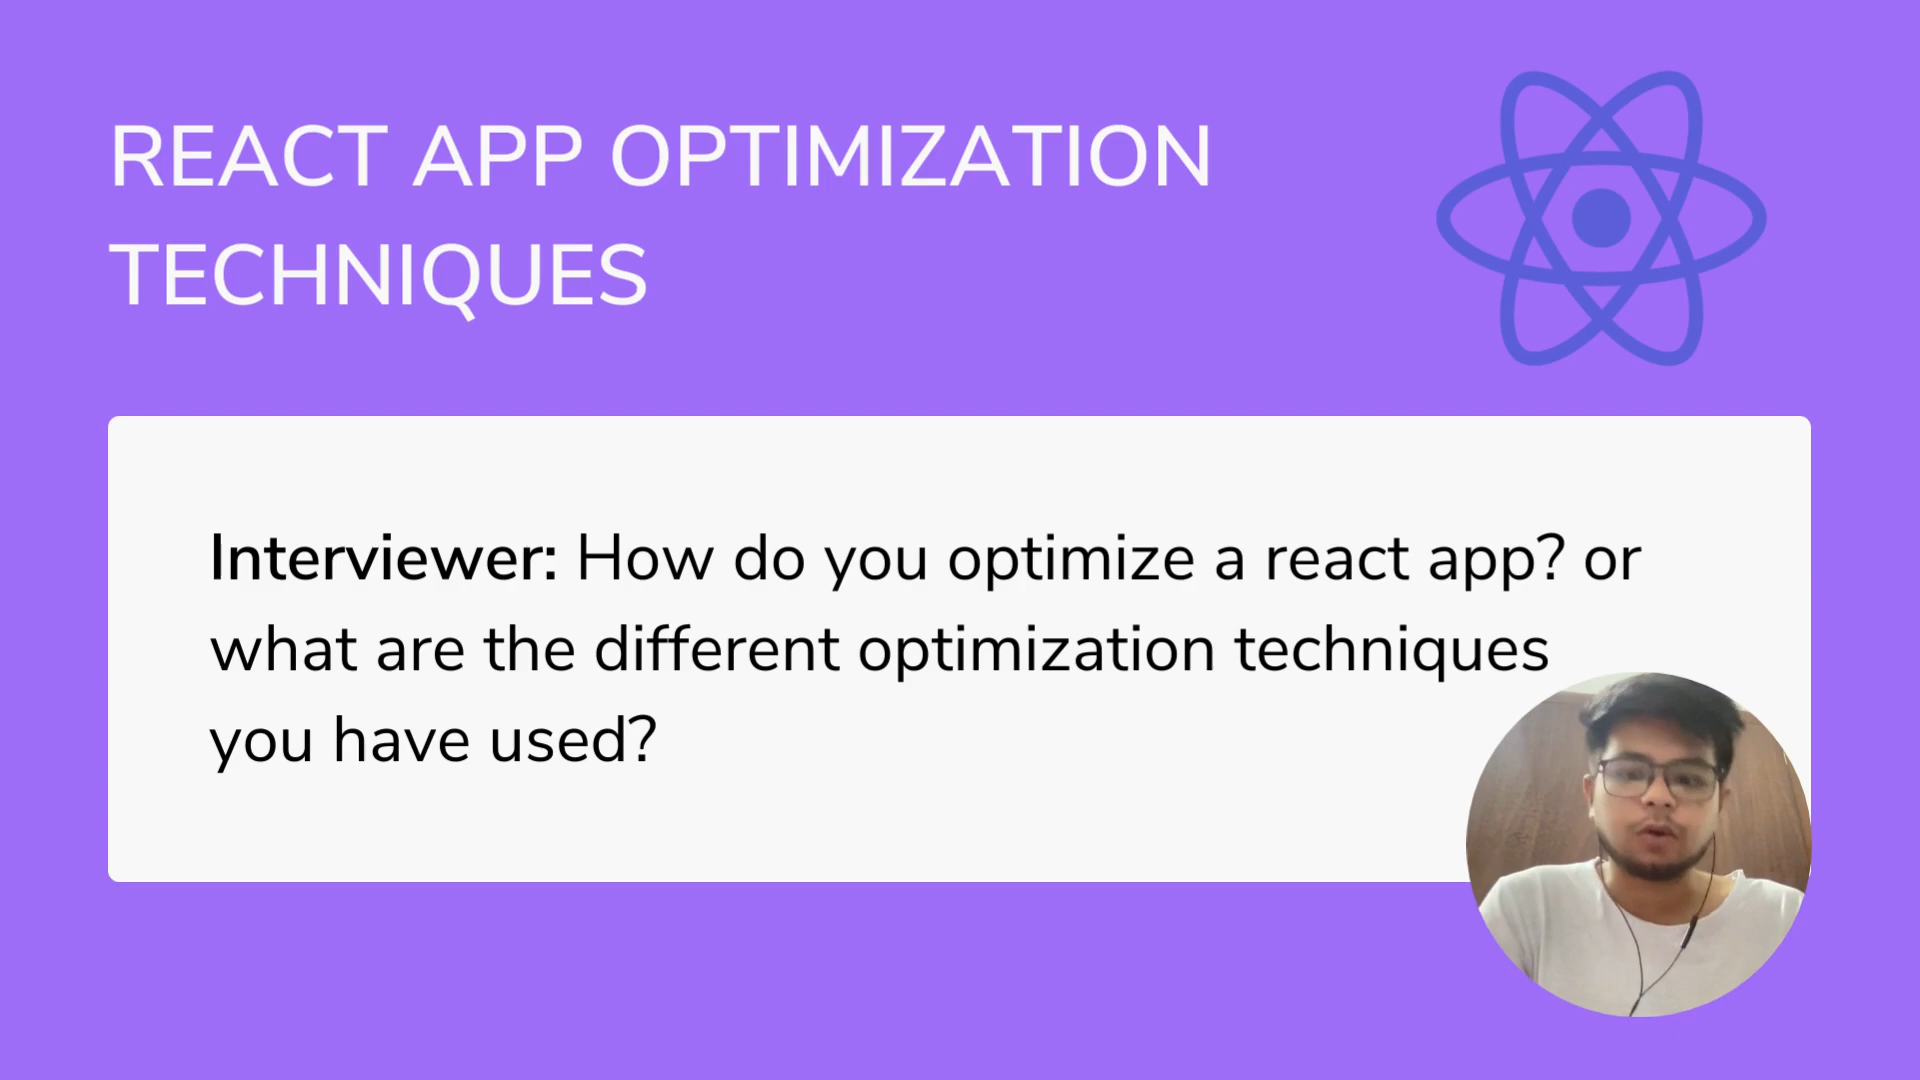 REACT APP OPTIMIZATION
TECHNIQUES
Interviewer: How do you optimize a react app? or
what are the different optimization techniques
you have used?